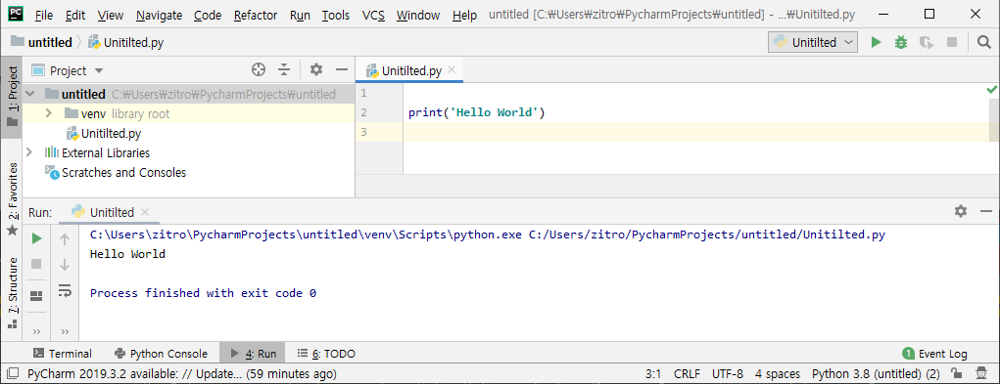 PC File Edit View Navigate Code Refactor Run Tools VCS Window Help untitled [C:₩Users₩zitro₩PycharmProjects₩untitled] - ...₩Unitilted.py
untitled Unitilted.py Unitilted
1: Project
Project
Unitilted.py
untitled C:₩Users₩zitro₩PycharmProjects₩untitled
venv library root
Unitilted.py
External Libraries
Scratches and Consoles
1
2 print('Hello World')
3
2: Favorites
7: Structure
Run: Unitilted
C:\Users\zitro\PycharmProjects\untitled\venv\Scripts\python.exe C:/Users/zitro/PycharmProjects/untitled/Unitilted.py
Hello World
Process finished with exit code 0
Terminal Python Console 4: Run 6: TODO 1 Event Log
PyCharm 2019.3.2 available: // Update... (59 minutes ago) 3:1 CRLF UTF-8 4 spaces Python 3.8 (untitled) (2)